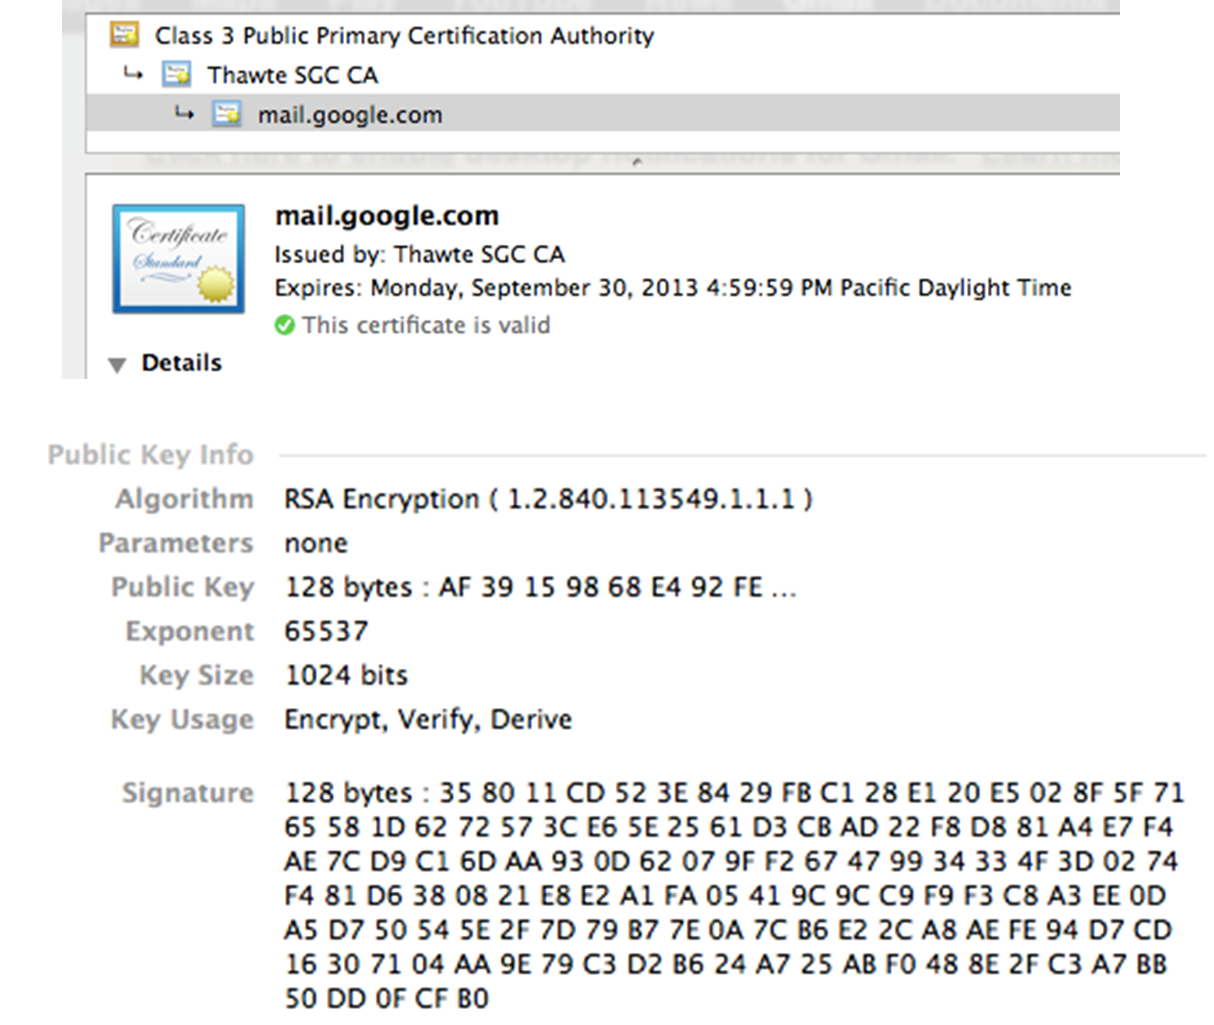 Class 3 Public Primary Certification Authority
Thawte SGC CA
mail.google.com
Certificate
Standard
mail.google.com
Issued by: Thawte SGC CA
Expires: Monday, September 30, 2013 4:59:59 PM Pacific Daylight Time
This certificate is valid
Details
Public Key Info
Algorithm RSA Encryption ( 1.2.840.113549.1.1.1 )
Parameters none
Public Key 128 bytes : AF 39 15 98 68 E4 92 FE ...
Exponent 65537
Key Size 1024 bits
Key Usage Encrypt, Verify, Derive
Signature 128 bytes : 35 80 11 CD 52 3E 84 29 FB C1 28 E1 20 E5 02 8F 5F 71
65 58 1D 62 72 57 3C E6 5E 25 61 D3 CB AD 22 F8 D8 81 A4 E7 F4
AE 7C D9 C1 6D AA 93 0D 62 07 9F F2 67 47 99 34 33 4F 3D 02 74
F4 81 D6 38 08 21 E8 E2 A1 FA 05 41 9C 9C C9 F9 F3 C8 A3 EE 0D
A5 D7 50 54 5E 2F 7D 79 B7 7E 0A 7C B6 E2 2C A8 AE FE 94 D7 CD
16 30 71 04 AA 9E 79 C3 D2 B6 24 A7 25 AB F0 48 8E 2F C3 A7 BB
50 DD 0F CF B0